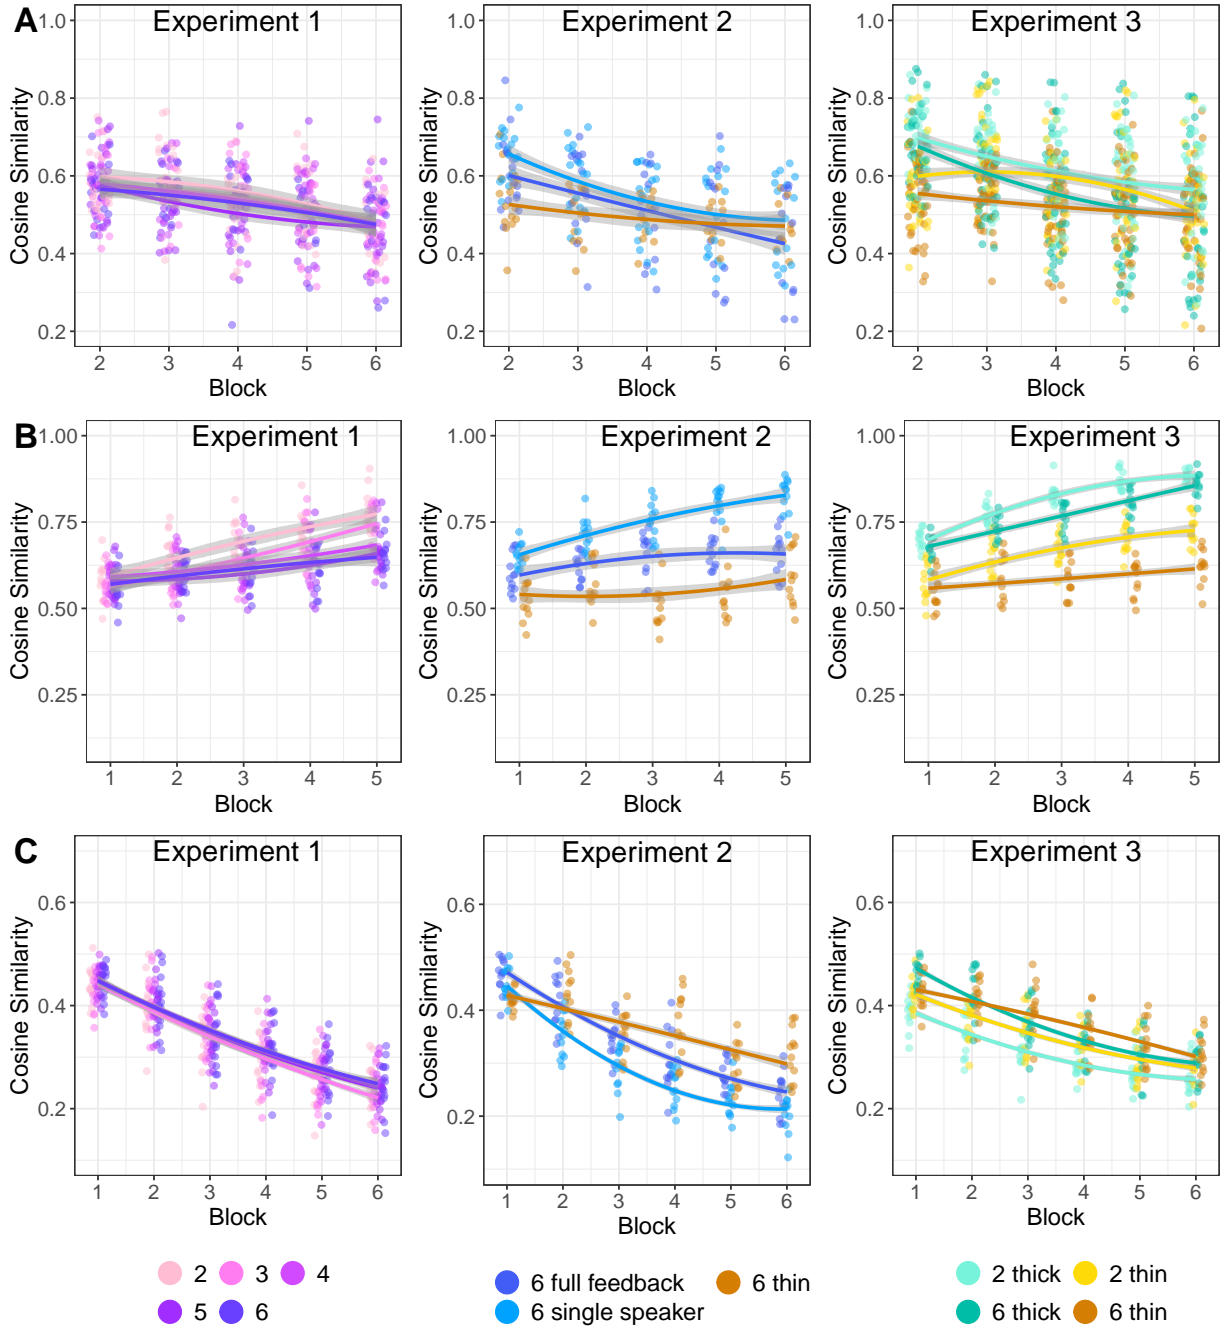 A
Experiment 1
Experiment 2
Experiment 3
Cosine Similarity
1.0
0.8
0.6
0.4
0.2
2 3 4 5 6
Block
Cosine Similarity
1.0
0.8
0.6
0.4
0.2
2 3 4 5 6
Block
Cosine Similarity
1.0
0.8
0.6
0.4
0.2
2 3 4 5 6
Block
B
Experiment 1
Experiment 2
Experiment 3
Cosine Similarity
1.00
0.75
0.50
0.25
1 2 3 4 5
Block
Cosine Similarity
1.00
0.75
0.50
0.25
1 2 3 4 5
Block
Cosine Similarity
1.00
0.75
0.50
0.25
1 2 3 4 5
Block
C
Experiment 1
Experiment 2
Experiment 3
Cosine Similarity
0.6
0.4
0.2
1 2 3 4 5 6
Block
Cosine Similarity
0.6
0.4
0.2
1 2 3 4 5 6
Block
Cosine Similarity
0.6
0.4
0.2
1 2 3 4 5 6
Block
2 3 4
5 6
6 full feedback 6 thin
6 single speaker
2 thick 2 thin
6 thick 6 thin